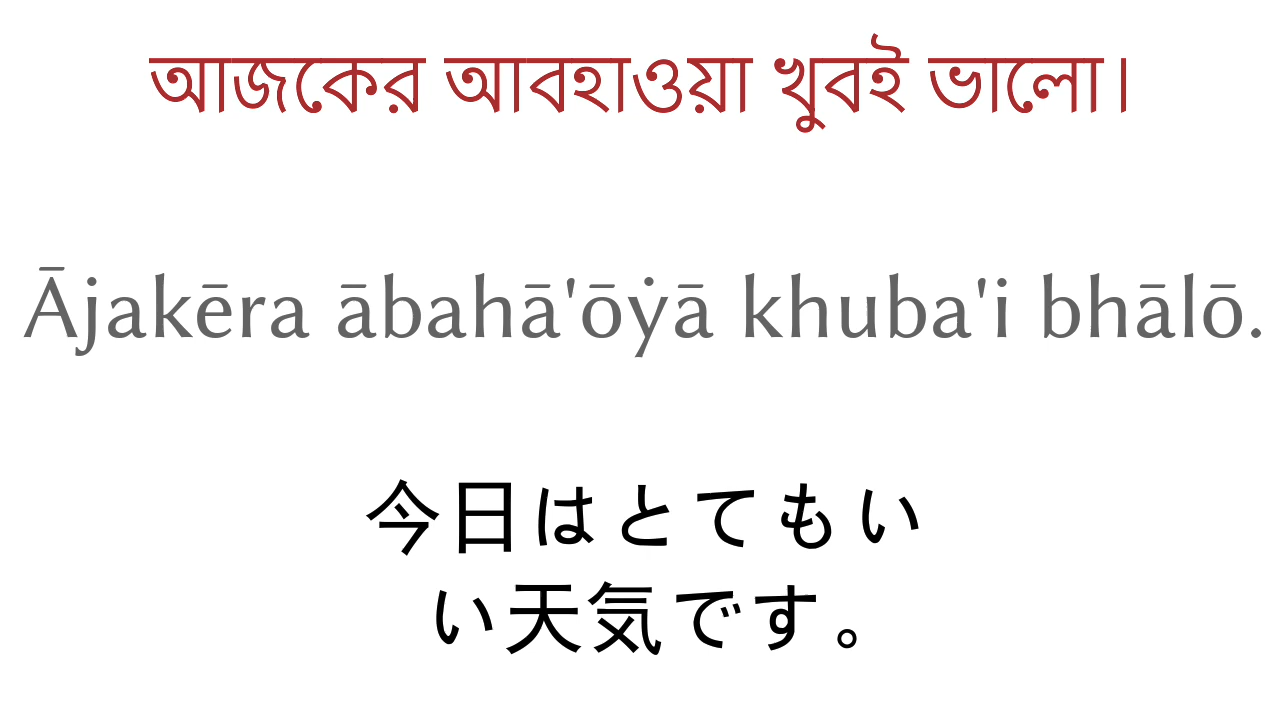 আজকের আবহাওয়া খুবই ভালো।
Ājakēra ābahā'ōẏā khuba'i bhālō.
今日はとてもい
い天気です。